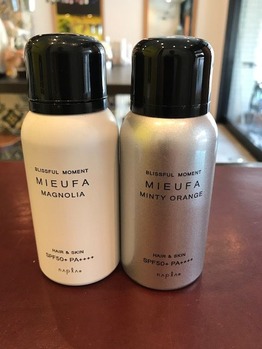 BLISSFUL MOMENT
MIEUFA
MAGNOLIA
HAIR & SKIN
SPF50+ PA++++
napla
BLISSFUL MOMENT
MIEUFA
MINTY ORANGE
HAIR & SKIN
SPF50+ PA++++
napla